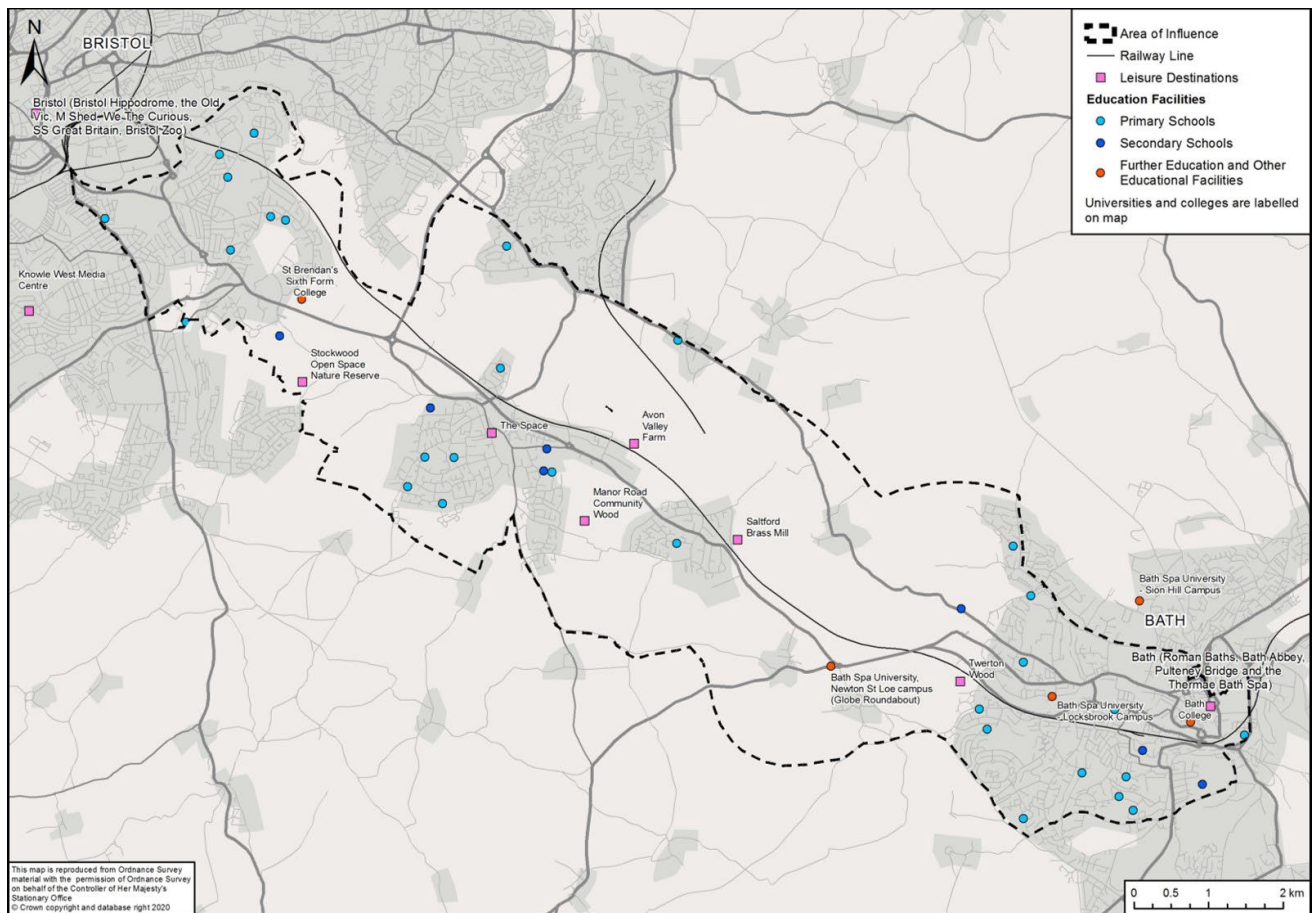 N
BRISTOL
Bristol (Bristol Hippodrome, the Old
Vic, M Shed, We The Curious,
SS Great Britain, Bristol Zoo)
Knowle West Media
Centre
St Brendan's
Sixth Form
College
Stockwood
Open Space
Nature Reserve
The Space
Avon
Valley
Farm
Manor Road
Community
Wood
Saltford
Brass Mill
Bath Spa University
- Sion Hill Campus
BATH
Bath (Roman Baths, Bath Abbey,
Pulteney Bridge and the
Thermae Bath Spa)
Twerton
Wood
Bath Spa University,
Newton St Loe campus
(Globe Roundabout)
Bath Spa University
-Locksbrook Campus
Bath
College
Area of Influence
Railway Line
Leisure Destinations
Education Facilities
Primary Schools
Secondary Schools
Further Education and Other
Educational Facilities
Universities and colleges are labelled
on map
This map is reproduced from Ordnance Survey
material with the permission of Ordnance Survey
on behalf of the Controller of Her Majesty's
Stationary Office
© Crown copyright and database right 2020
0 0.5 1 2 km